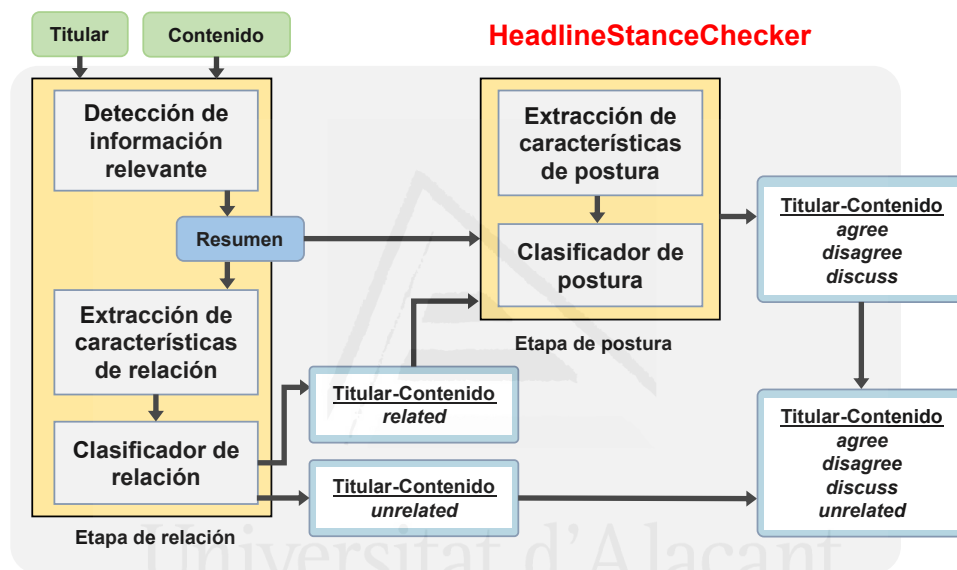 Titular
Contenido
HeadlineStanceChecker
Detección de
información
relevante
Resumen
Extracción de
características
de relación
Clasificador de
relación
Etapa de relación
Extracción de
características
de postura
Clasificador de
postura
Etapa de postura
Titular-Contenido
related
Titular-Contenido
unrelated
Titular-Contenido
agree
disagree
discuss
Titular-Contenido
agree
disagree
discuss
unrelated
Universitat d'Alacant